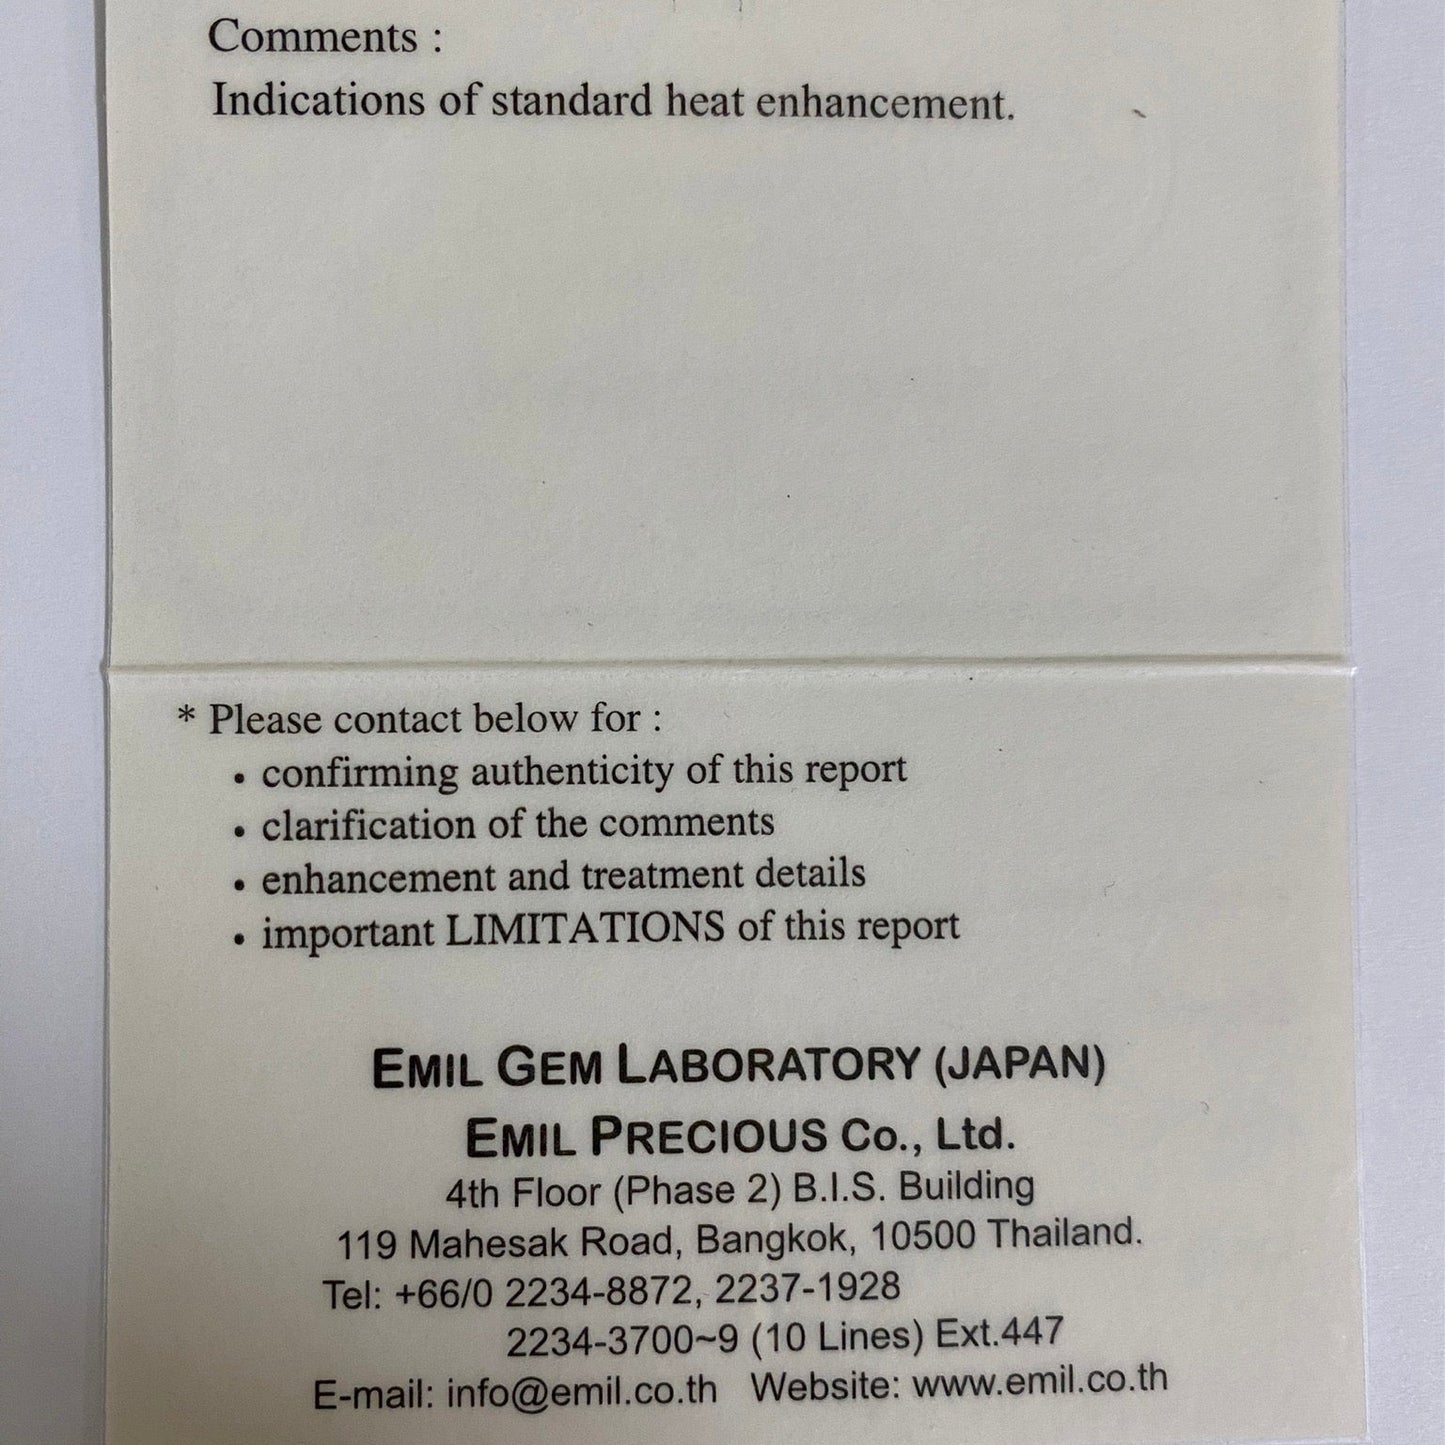 Comments :
Indications of standard heat enhancement.
* Please contact below for :
• confirming authenticity of this report
• clarification of the comments
• enhancement and treatment details
• important LIMITATIONS of this report
EMIL GEM LABORATORY (JAPAN)
EMIL PRECIOUS Co., Ltd.
4th Floor (Phase 2) B.I.S. Building
119 Mahesak Road, Bangkok, 10500 Thailand.
Tel: +66/0 2234-8872, 2237-1928
2234-3700~9 (10 Lines) Ext.447
E-mail: info@emil.co.th Website: www.emil.co.th